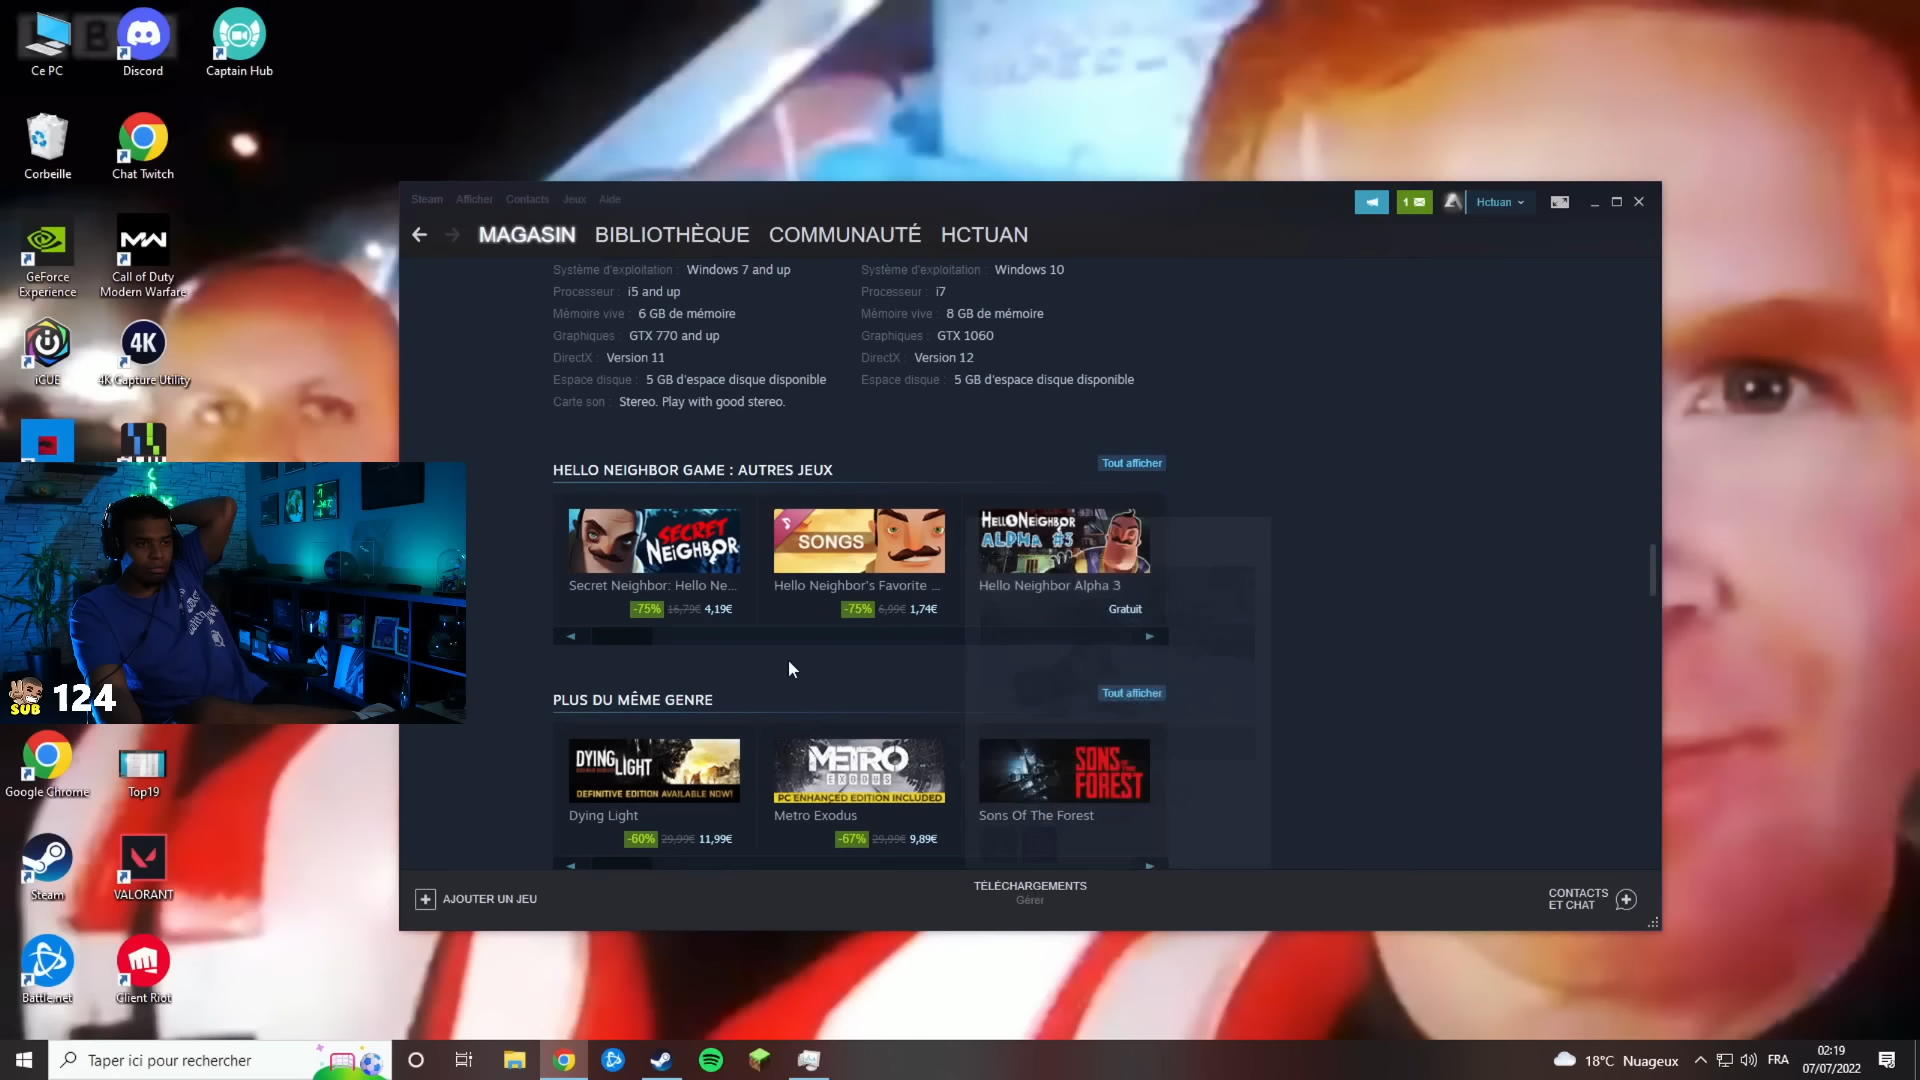 Ce PC
Discord
Captain Hub
Corbeille
Chat Twitch
GeForce
Experience
Call of Duty
Modern Warfare
iCUE
4K
4K Capture Utility
SUB
124
Google Chrome
Top19
Steam
VALORANT
Battle.net
Client Riot
Steam Afficher Contacts Jeux Aide
1
Hctuan
MAGASIN BIBLIOTHÈQUE COMMUNAUTÉ HCTUAN
Système d'exploitation : Windows 7 and up
Processeur : i5 and up
Mémoire vive : 6 GB de mémoire
Graphiques : GTX 770 and up
DirectX : Version 11
Espace disque : 5 GB d'espace disque disponible
Carte son : Stereo. Play with good stereo.
Système d'exploitation : Windows 10
Processeur : i7
Mémoire vive : 8 GB de mémoire
Graphiques : GTX 1060
DirectX : Version 12
Espace disque : 5 GB d'espace disque disponible
HELLO NEIGHBOR GAME : AUTRES JEUX
Tout afficher
SECRET
NEIGHBOR
Secret Neighbor: Hello Ne...
-75% 16,79€ 4,19€
SONGS
Hello Neighbor's Favorite ...
-75% 6,99€ 1,74€
HELLO NEIGHBOR
ALPHA #3
Hello Neighbor Alpha 3
Gratuit
PLUS DU MÊME GENRE
Tout afficher
DYING
LIGHT
DEFINITIVE EDITION AVAILABLE NOW!
Dying Light
-60% 29,99€ 11,99€
METRO
EXODUS
PC ENHANCED EDITION INCLUDED
Metro Exodus
-67% 29,99€ 9,89€
SONS
OF THE
FOREST
Sons Of The Forest
AJOUTER UN JEU
TÉLÉCHARGEMENTS
Gérer
CONTACTS
ET CHAT
Taper ici pour rechercher
18°C Nuageux
FRA
02:19
07/07/2022